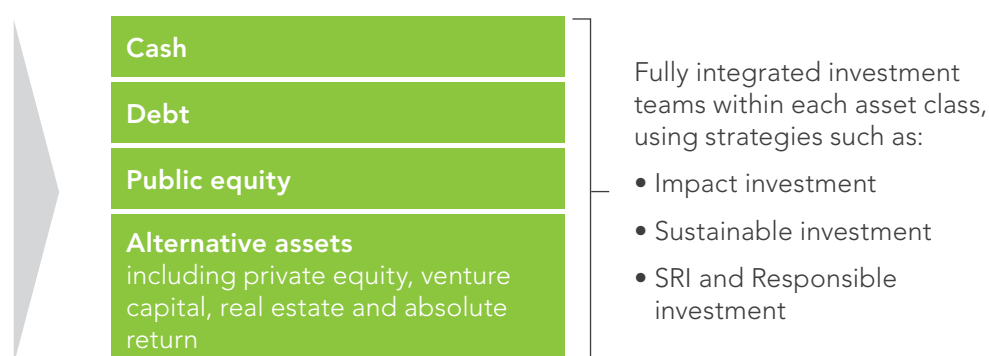 Cash
Debt
Public equity
Alternative assets
including private equity, venture
capital, real estate and absolute
return
Fully integrated investment
teams within each asset class,
using strategies such as:
• Impact investment
• Sustainable investment
• SRI and Responsible
investment